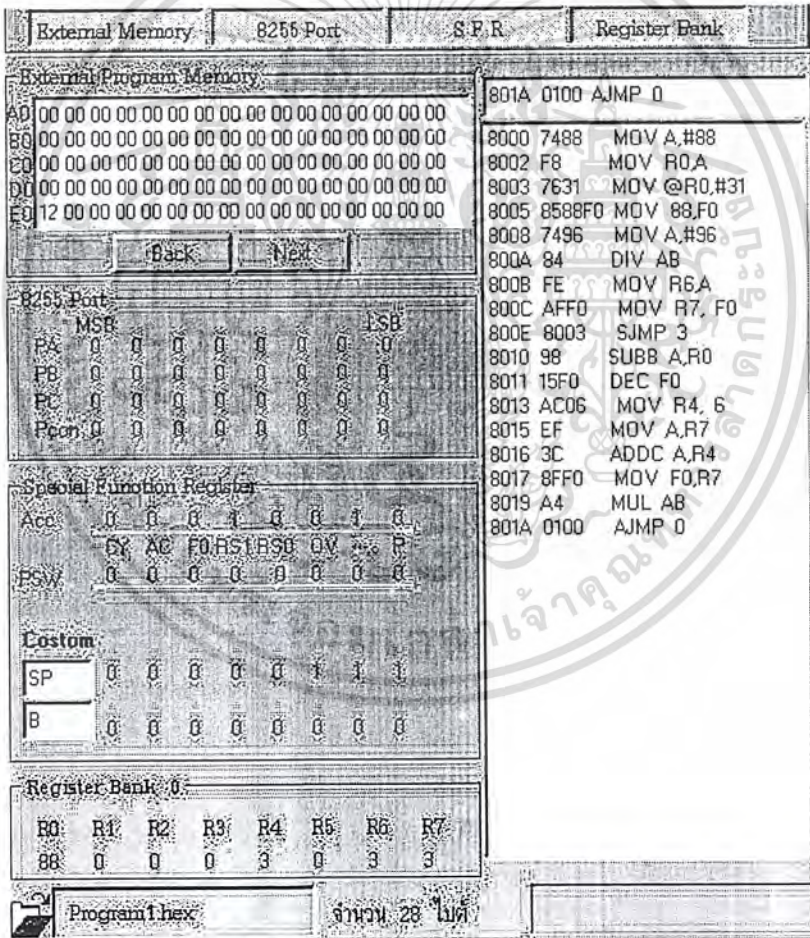 External Memory 8255 Port S F R Register Bank
External Program Memory
A0 00 00 00 00 00 00 00 00 00 00 00 00 00 00 00 00
B0 00 00 00 00 00 00 00 00 00 00 00 00 00 00 00 00
C0 00 00 00 00 00 00 00 00 00 00 00 00 00 00 00 00
D0 00 00 00 00 00 00 00 00 00 00 00 00 00 00 00 00
E0 12 00 00 00 00 00 00 00 00 00 00 00 00 00 00 00
Back Next
8255 Port
MSB LSB
PA 0 0 0 0 0 0 0 0
PB 0 0 0 0 0 0 0 0
PC 0 0 0 0 0 0 0 0
Pcon 0 0 0 0 0 0 0 0
Special Function Register
Acc 0 0 0 1 0 0 1 0
CY AC F0 RS1 RS0 OV --- P
PSW 0 0 0 0 0 0 0 0
Costom
SP 0 0 0 0 0 1 1 1
B 0 0 0 0 0 0 0 0
Register Bank 0
R0 R1 R2 R3 R4 R5 R6 R7
88 0 0 0 3 0 3 3
Program1.hex จำนวน 28 ไบต์
801A 0100 AJMP 0
8000 7488 MOV A,#88
8002 F8 MOV R0,A
8003 7631 MOV @R0,#31
8005 8588F0 MOV 88,F0
8008 7496 MOV A,#96
800A 84 DIV AB
800B FE MOV R6,A
800C AFF0 MOV R7, F0
800E 8003 SJMP 3
8010 98 SUBB A,R0
8011 15F0 DEC F0
8013 AC06 MOV R4, 6
8015 EF MOV A,R7
8016 3C ADDC A,R4
8017 8FF0 MOV F0,R7
8019 A4 MUL AB
801A 0100 AJMP 0